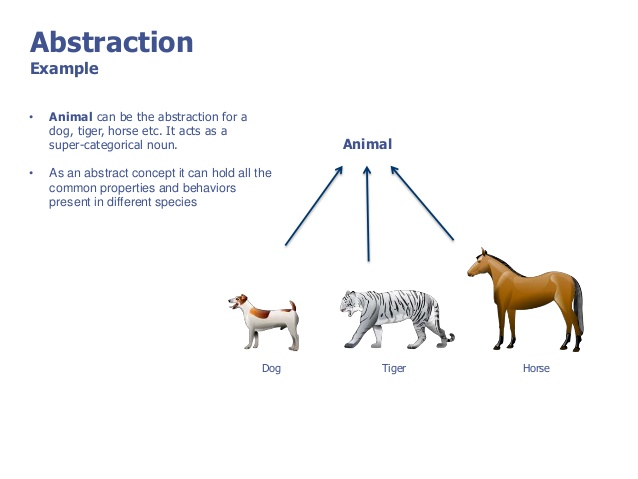 Abstraction
Example
• Animal can be the abstraction for a
dog, tiger, horse etc. It acts as a
super-categorical noun.
• As an abstract concept it can hold all the
common properties and behaviors
present in different species
Animal
Dog
Tiger
Horse